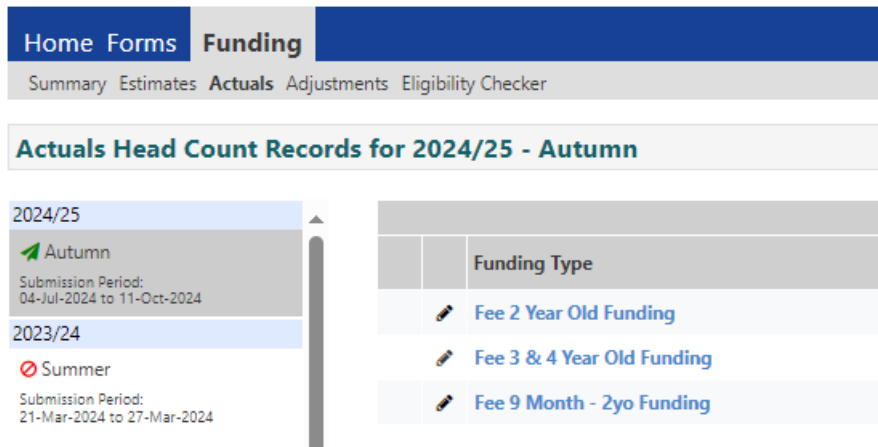 Home Forms Funding
Summary Estimates Actuals Adjustments Eligibility Checker
Actuals Head Count Records for 2024/25 - Autumn
2024/25
Autumn
Submission Period:
04-Jul-2024 to 11-Oct-2024
2023/24
Summer
Submission Period:
21-Mar-2024 to 27-Mar-2024
Funding Type
Fee 2 Year Old Funding
Fee 3 & 4 Year Old Funding
Fee 9 Month - 2yo Funding